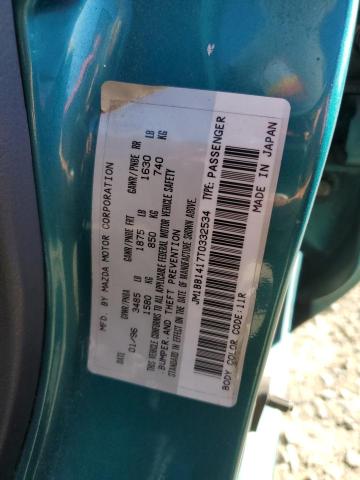 MFD. BY MAZDA MOTOR CORPORATION
DATE GVWR/PNBV GAWR/PNBE FRT LB KG GAWR/PNBE RR LB KG
01/96 3485 1580 1875 850 1630 740
THIS VEHICLE CONFORMS TO ALL APPLICABLE FEDERAL MOTOR VEHICLE SAFETY
BUMPER, AND THEFT PREVENTION
STANDARDS IN EFFECT ON THE DATE OF MANUFACTURE SHOWN ABOVE.
JM1BB1417T0332534 TYPE: PASSENGER
BODY COLOR CODE: 11R
MADE IN JAPAN